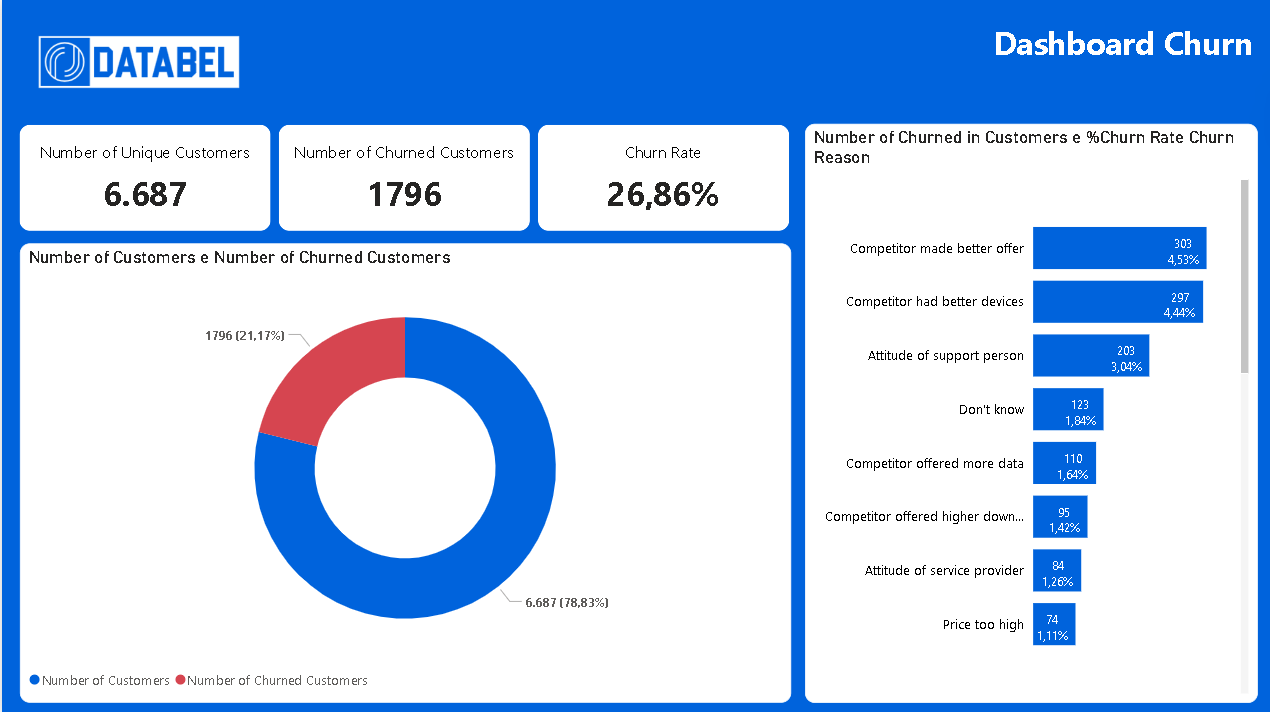 DATABEL
Dashboard Churn
Number of Unique Customers
6.687
Number of Churned Customers
1796
Churn Rate
26,86%
Number of Customers e Number of Churned Customers
1796 (21,17%)
6.687 (78,83%)
Number of Customers
Number of Churned Customers
Number of Churned in Customers e %Churn Rate Churn
Reason
Competitor made better offer
303
4,53%
Competitor had better devices
297
4,44%
Attitude of support person
203
3,04%
Don't know
123
1,84%
Competitor offered more data
110
1,64%
Competitor offered higher down...
95
1,42%
Attitude of service provider
84
1,26%
Price too high
74
1,11%